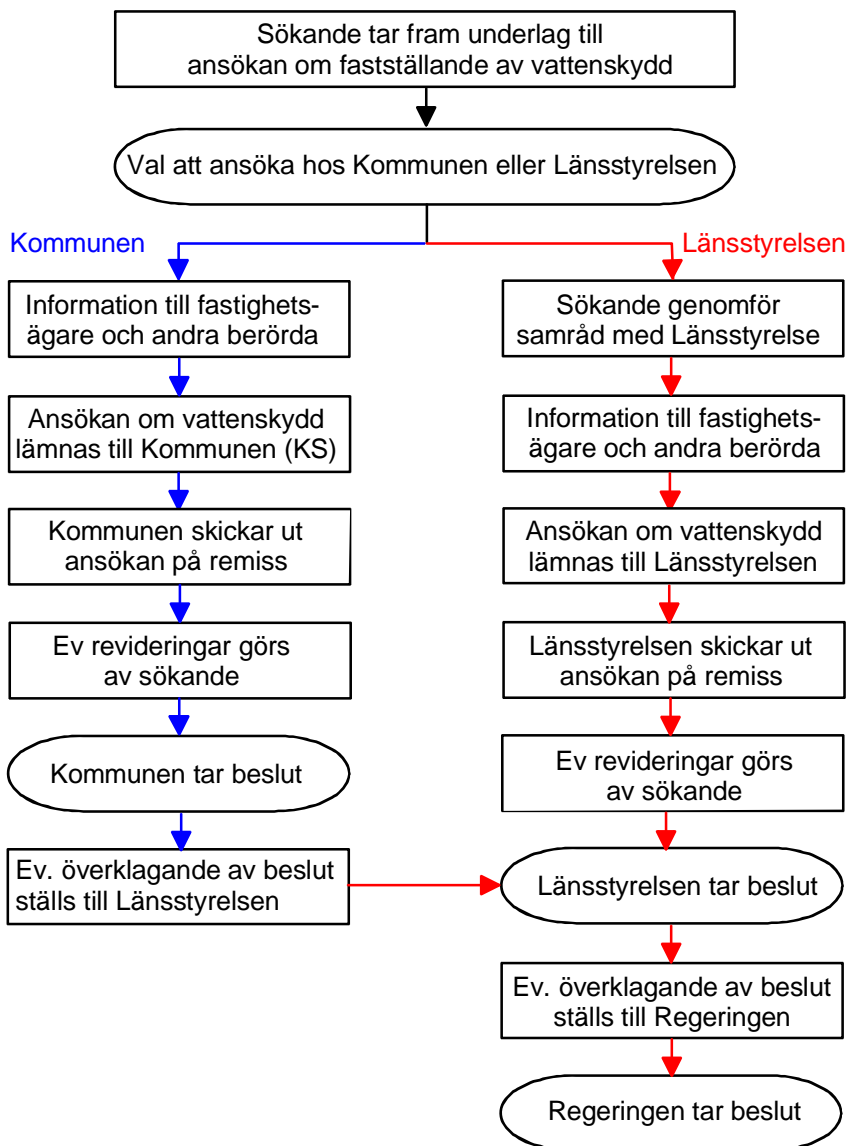 Sökande tar fram underlag till
ansökan om fastställande av vattenskydd
Val att ansöka hos Kommunen eller Länsstyrelsen
Kommunen
Information till fastighets-
ägare och andra berörda
Ansökan om vattenskydd
lämnas till Kommunen (KS)
Kommunen skickar ut
ansökan på remiss
Ev revideringar görs
av sökande
Kommunen tar beslut
Ev. överklagande av beslut
ställs till Länsstyrelsen
Länsstyrelsen
Sökande genomför
samråd med Länsstyrelse
Information till fastighets-
ägare och andra berörda
Ansökan om vattenskydd
lämnas till Länsstyrelsen
Länsstyrelsen skickar ut
ansökan på remiss
Ev revideringar görs
av sökande
Länsstyrelsen tar beslut
Ev. överklagande av beslut
ställs till Regeringen
Regeringen tar beslut